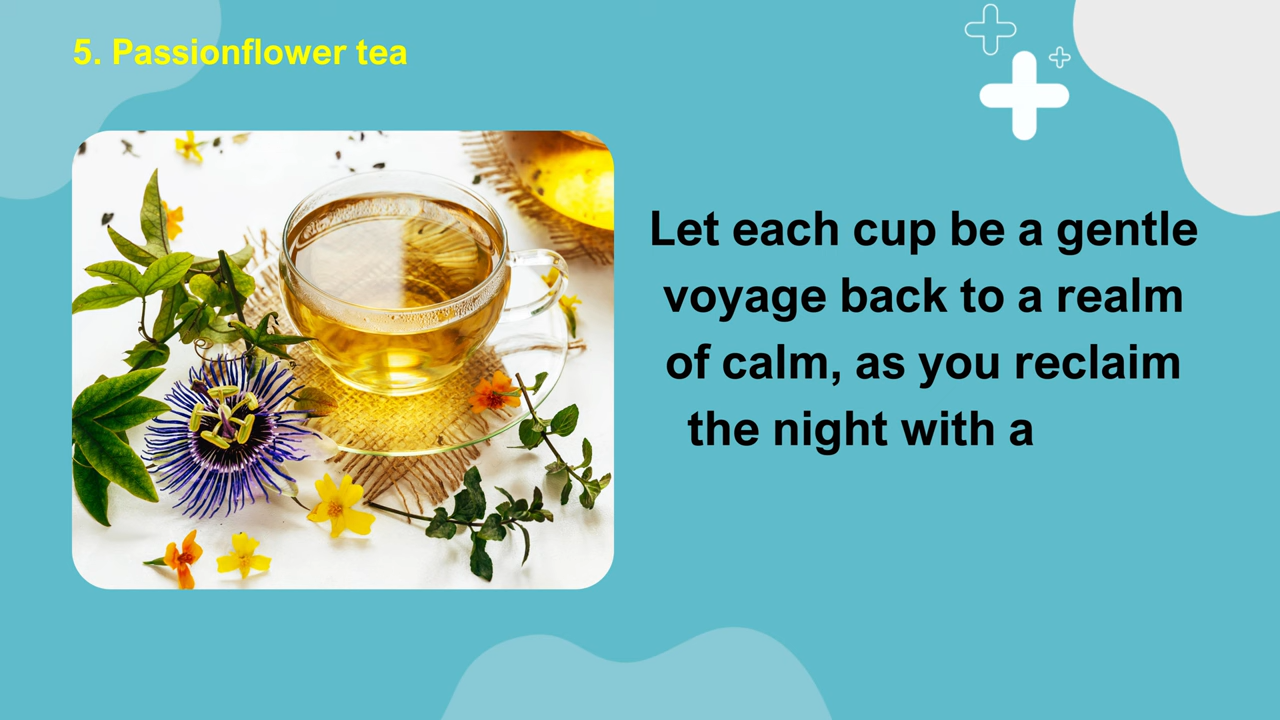 5. Passionflower tea
Let each cup be a gentle
voyage back to a realm
of calm, as you reclaim
the night with a